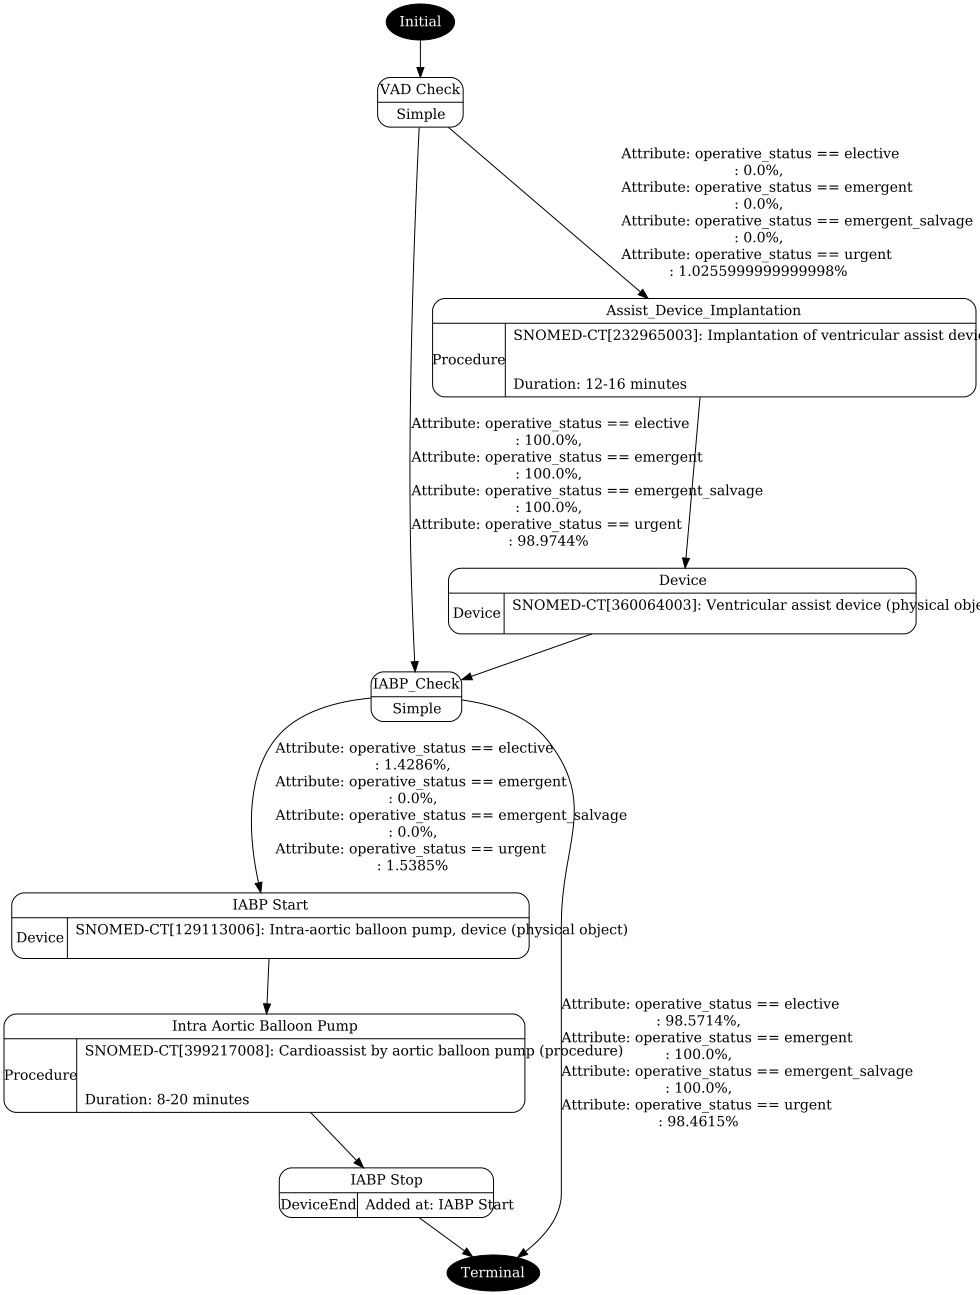 Initial
VAD Check
Simple
Attribute: operative_status == elective
: 0.0%,
Attribute: operative_status == emergent
: 0.0%,
Attribute: operative_status == emergent_salvage
: 0.0%,
Attribute: operative_status == urgent
: 1.0255999999999998%
Assist_Device_Implantation
Procedure
SNOMED-CT[232965003]: Implantation of ventricular assist
Duration: 12-16 minutes
Attribute: operative_status == elective
: 100.0%,
Attribute: operative_status == emergent
: 100.0%,
Attribute: operative_status == emergent_salvage
: 100.0%,
Attribute: operative_status == urgent
: 98.9744%
Device
Device
SNOMED-CT[360064003]: Ventricular assist device (physical
IABP_Check
Simple
Attribute: operative_status == elective
: 1.4286%,
Attribute: operative_status == emergent
: 0.0%,
Attribute: operative_status == emergent_salvage
: 0.0%,
Attribute: operative_status == urgent
: 1.5385%
IABP Start
Device
SNOMED-CT[129113006]: Intra-aortic balloon pump, device (physical object)
Attribute: operative_status == elective
: 98.5714%,
Attribute: operative_status == emergent
: 100.0%,
Attribute: operative_status == emergent_salvage
: 100.0%,
Attribute: operative_status == urgent
: 98.4615%
Intra Aortic Balloon Pump
Procedure
SNOMED-CT[399217008]: Cardioassist by aortic balloon pump (procedure)
Duration: 8-20 minutes
IABP Stop
DeviceEnd
Added at: IABP Start
Terminal